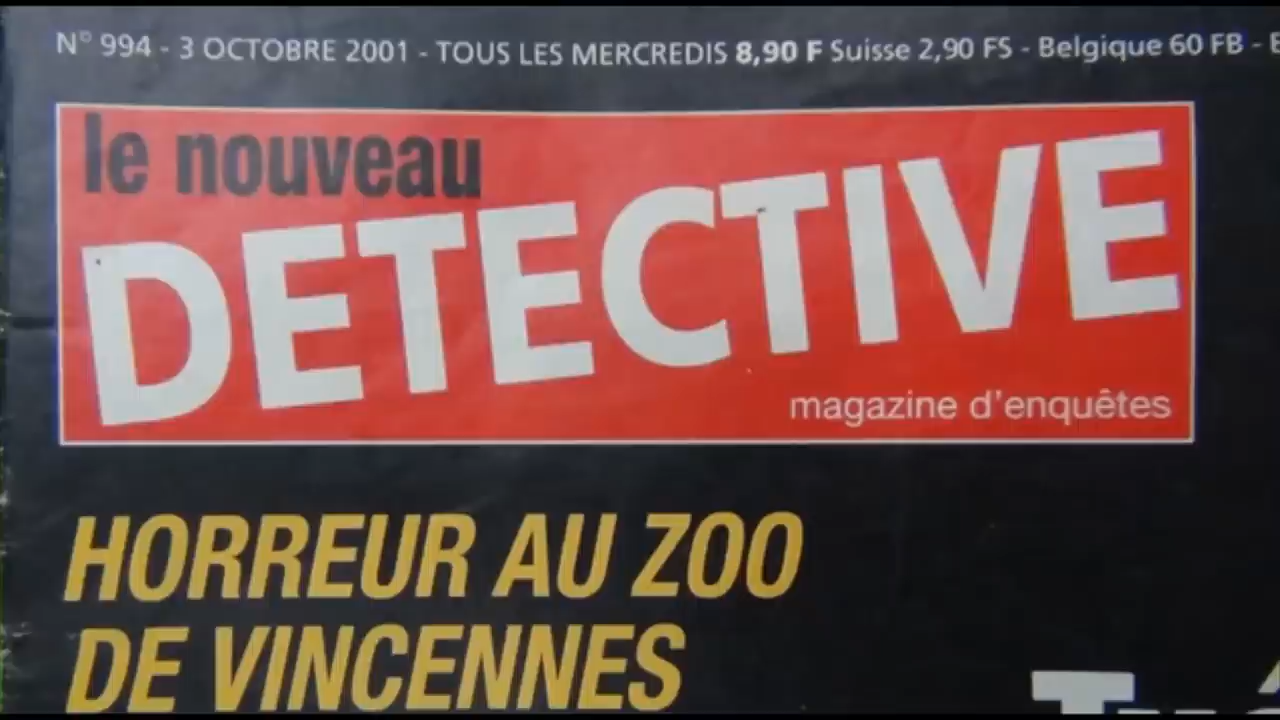 N° 994 - 3 OCTOBRE 2001 - TOUS LES MERCREDIS 8,90 F Suisse 2,90 FS - Belgique 60 FB -
le nouveau
DETECTIVE
magazine d'enquêtes
HORREUR AU ZOO
DE VINCENNES